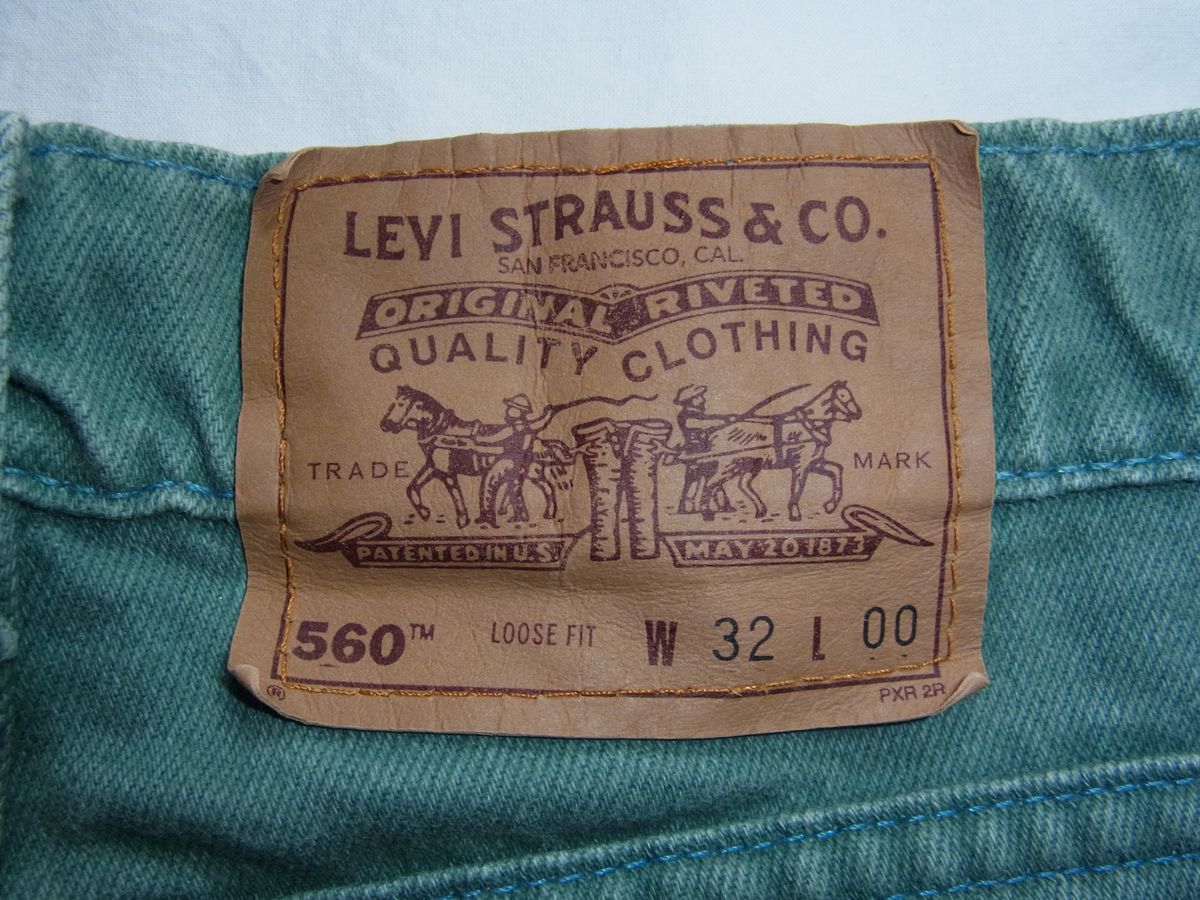 LEVI STRAUSS & CO.
SAN FRANCISCO, CAL.
ORIGINAL RIVETED
QUALITY CLOTHING
TRADE MARK
PATENTED IN U.S. MAY 20 1873
560™ LOOSE FIT W 32 L 00
® PXR 2R